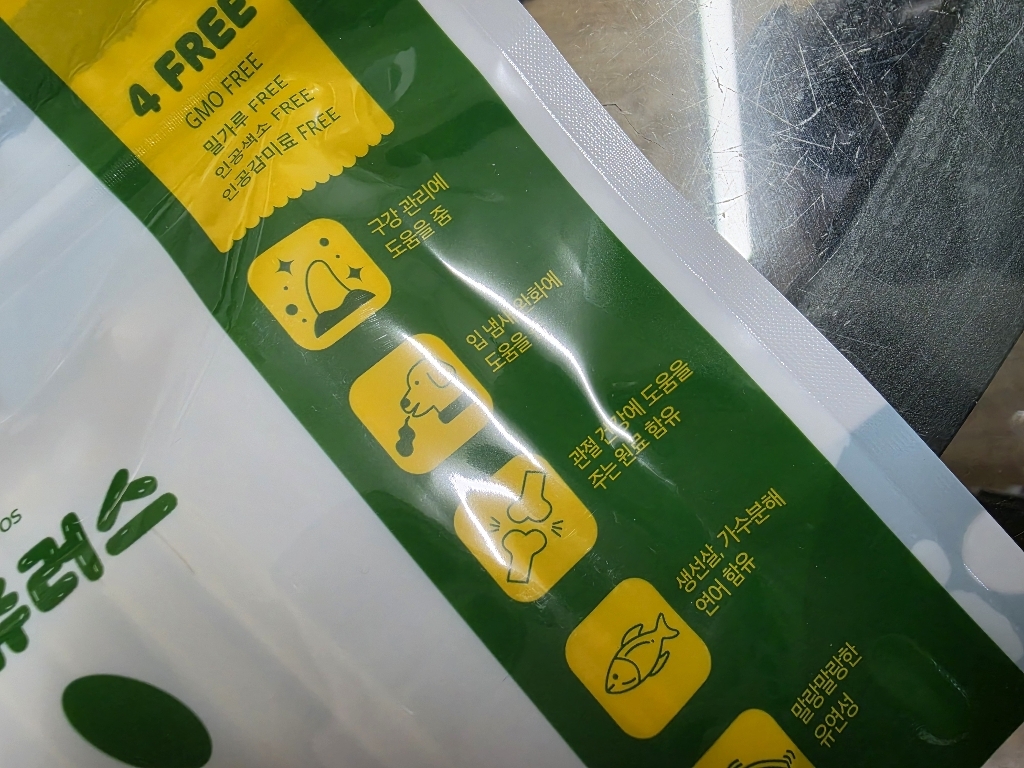 4 FREE
GMO FREE
밀가루 FREE
인공색소 FREE
인공감미료 FREE
구강 관리에
도움을 줌
입 냄새 완화에
도움을
관절 건강에 도움을
주는 원료 함유
생선살, 가수분해
연어 함유
말랑말랑한
유연성
SO
러스